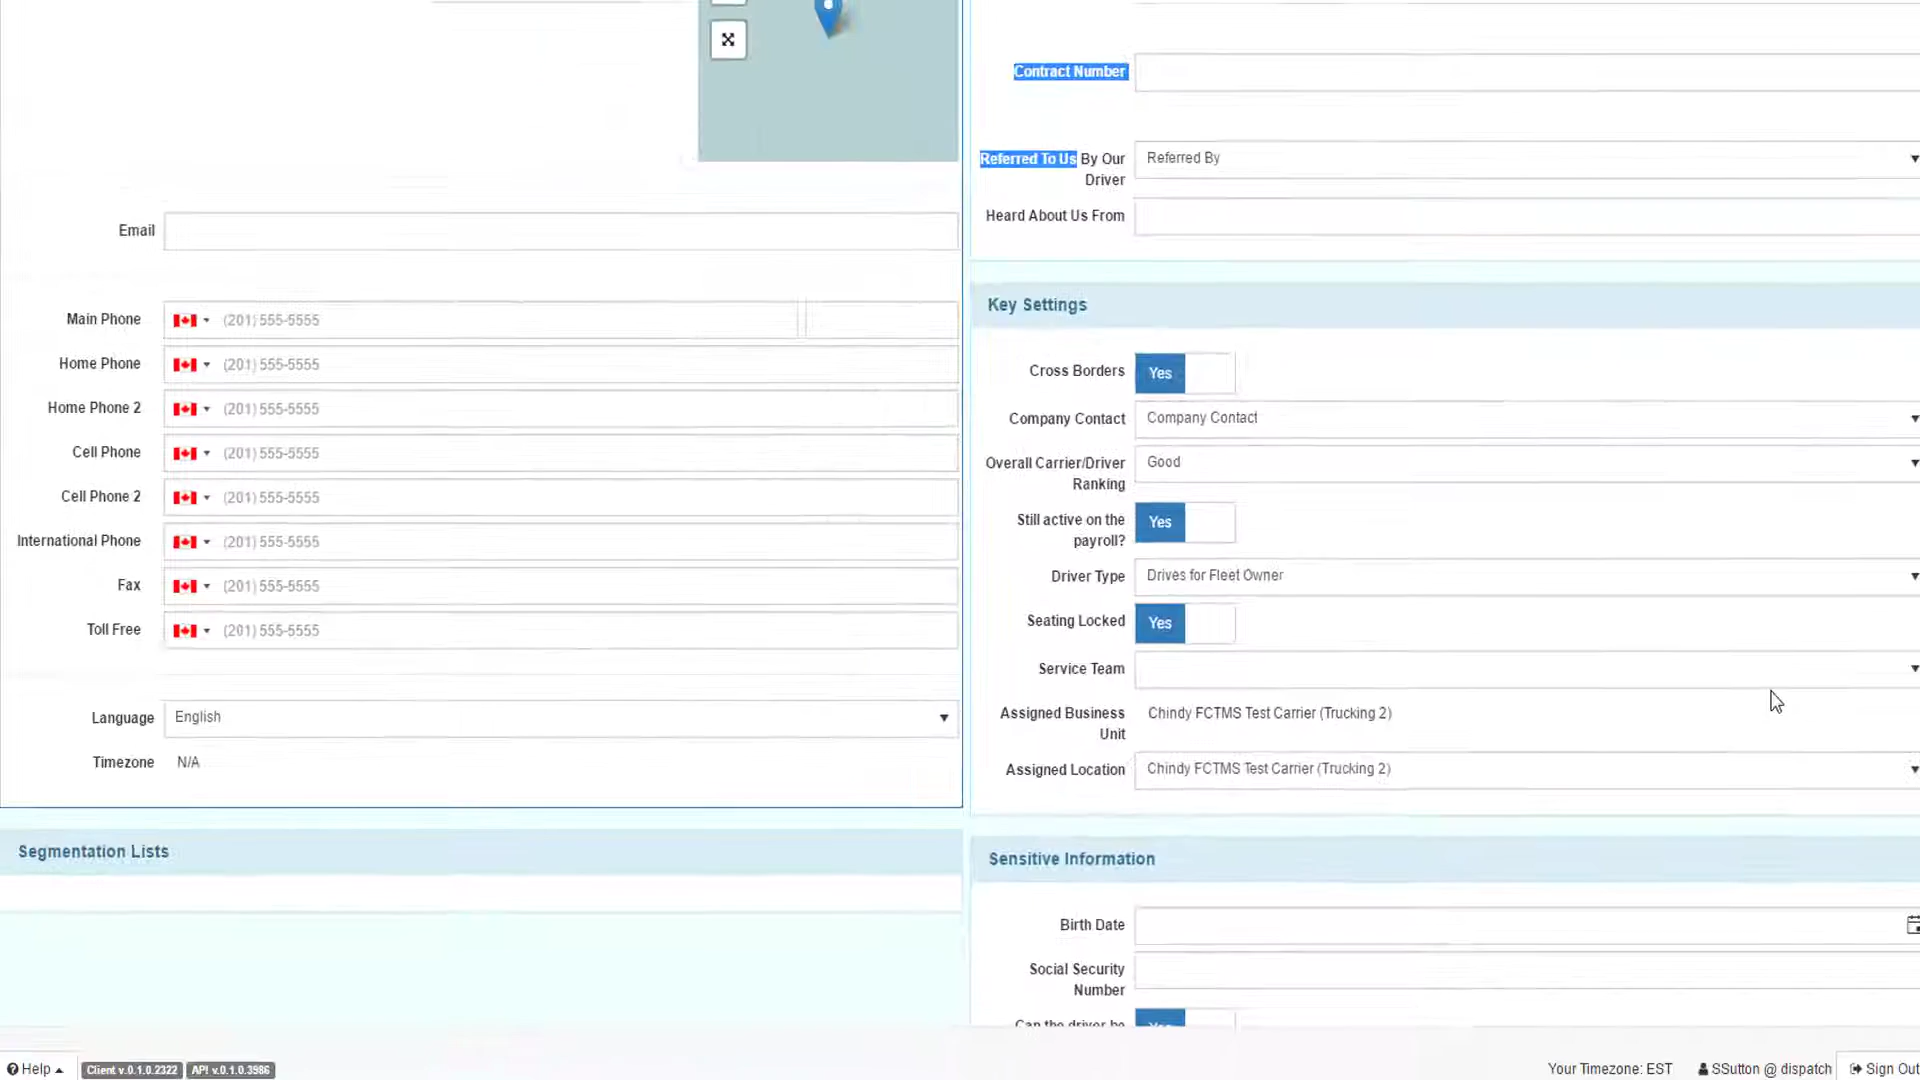 Email
Main Phone (201) 555-5555
Home Phone (201) 555-5555
Home Phone 2 (201) 555-5555
Cell Phone (201) 555-5555
Cell Phone 2 (201) 555-5555
International Phone (201) 555-5555
Fax (201) 555-5555
Toll Free (201) 555-5555
Language English
Timezone N/A
Segmentation Lists
Contract Number
Referred To Us By Our Referred By
Driver
Heard About Us From
Key Settings
Cross Borders Yes
Company Contact Company Contact
Overall Carrier/Driver Good
Ranking
Still active on the Yes
payroll?
Driver Type Drives for Fleet Owner
Seating Locked Yes
Service Team
Assigned Business Chindy FCTMS Test Carrier (Trucking 2)
Unit
Assigned Location Chindy FCTMS Test Carrier (Trucking 2)
Sensitive Information
Birth Date
Social Security
Number
Can the driver be Yes
Help Client v.0.1.0.2322 API v.0.1.0.3986 Your Timezone: EST SSutton @ dispatch Sign Out